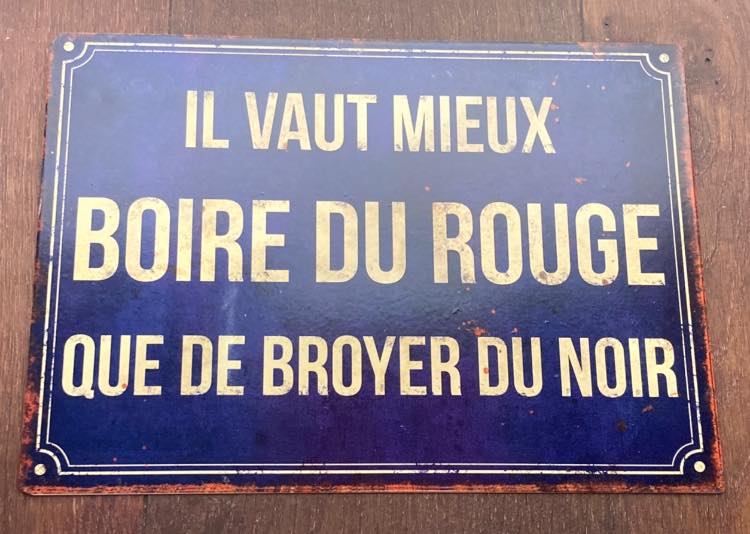 IL VAUT MIEUX
BOIRE DU ROUGE
QUE DE BROYER DU NOIR